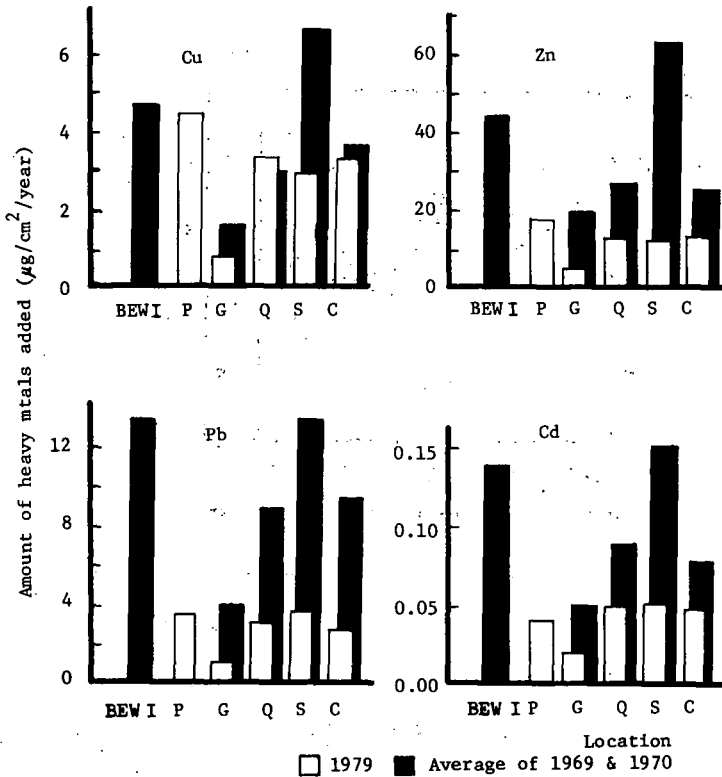 Amount of heavy mtals added (μg/cm²/year)
Cu
6
4
2
0
BEWI P G Q S C
Zn
60
40
20
0
BEWI P G Q S C
Pb
12
8
4
0
BEWI P G Q S C
Cd
0.15
0.10
0.05
0.00
BEWI P G Q S C
Location
1979 Average of 1969 & 1970